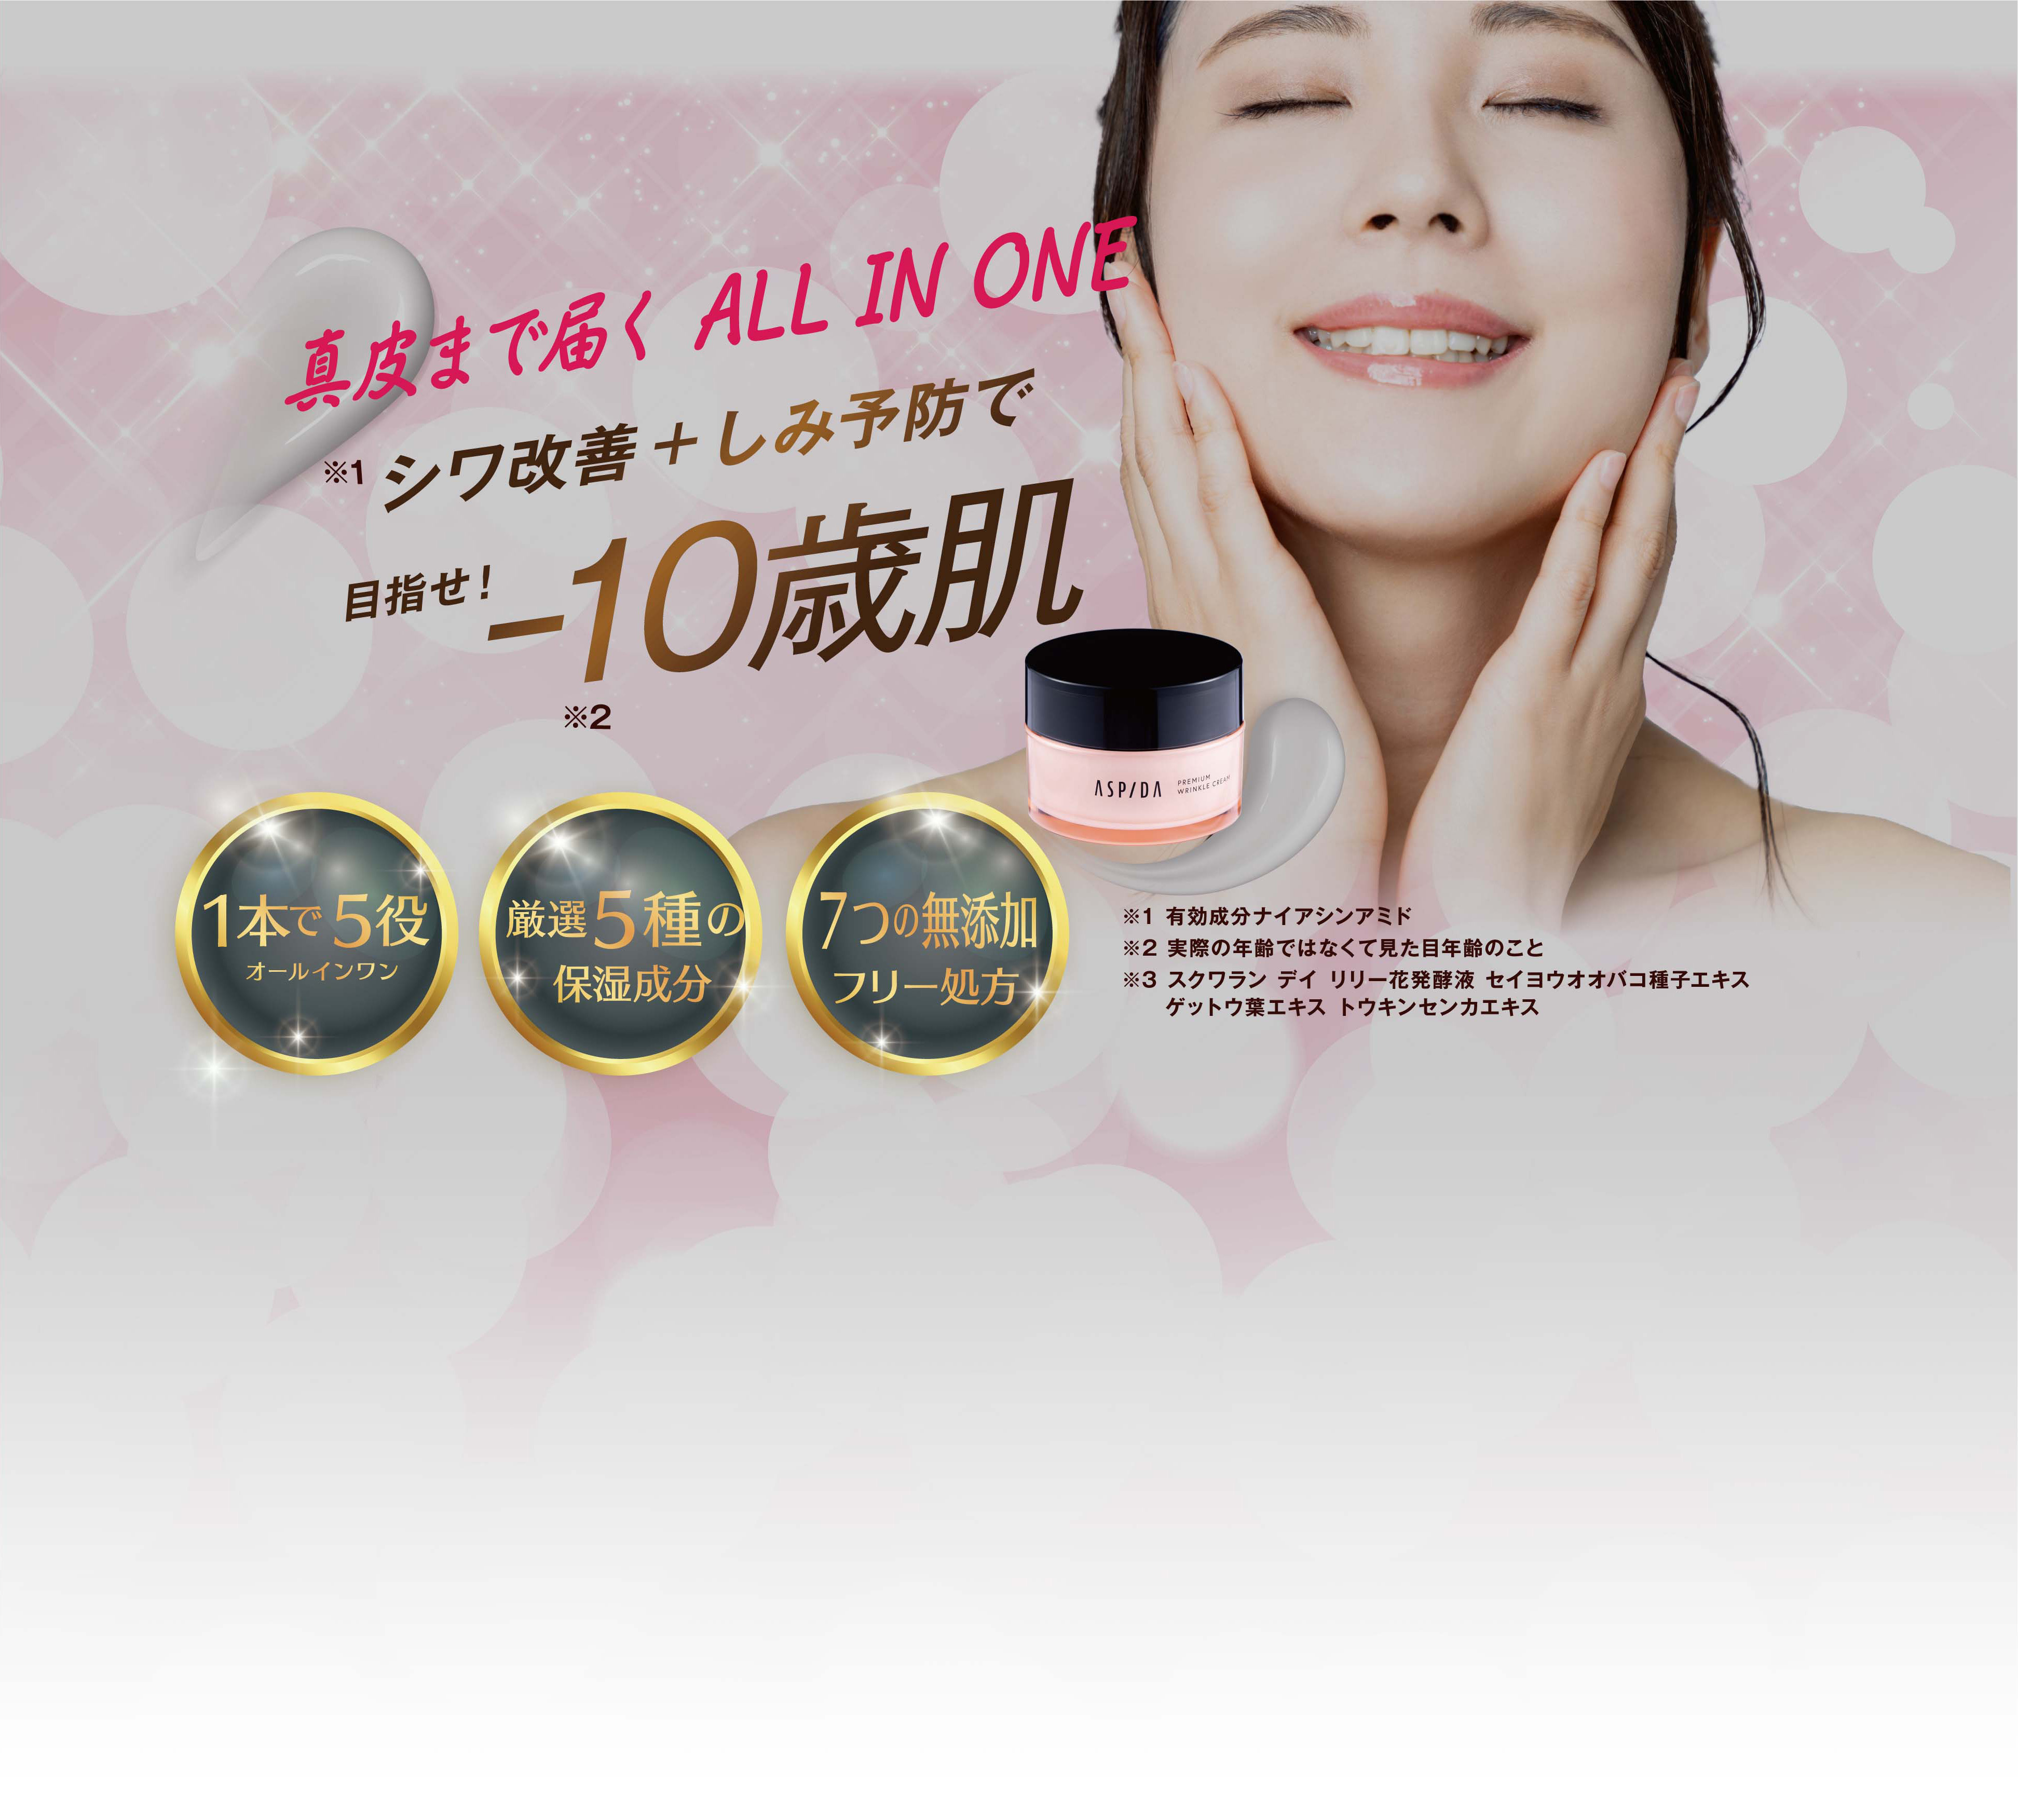 真皮まで届く ALL IN ONE
※1 シワ改善＋しみ予防で
目指せ! -10歳肌
※2
ASPIDA PREMIUM
WRINKLE CREAM
1本で5役
オールインワン
厳選5種の
保湿成分
7つの無添加
フリー処方
※1 有効成分ナイアシンアミド
※2 実際の年齢ではなくて見た目年齢のこと
※3 スクワラン デイ リリー花発酵液 セイヨウオオバコ種子エキス
ゲットウ葉エキス トウキンセンカエキス